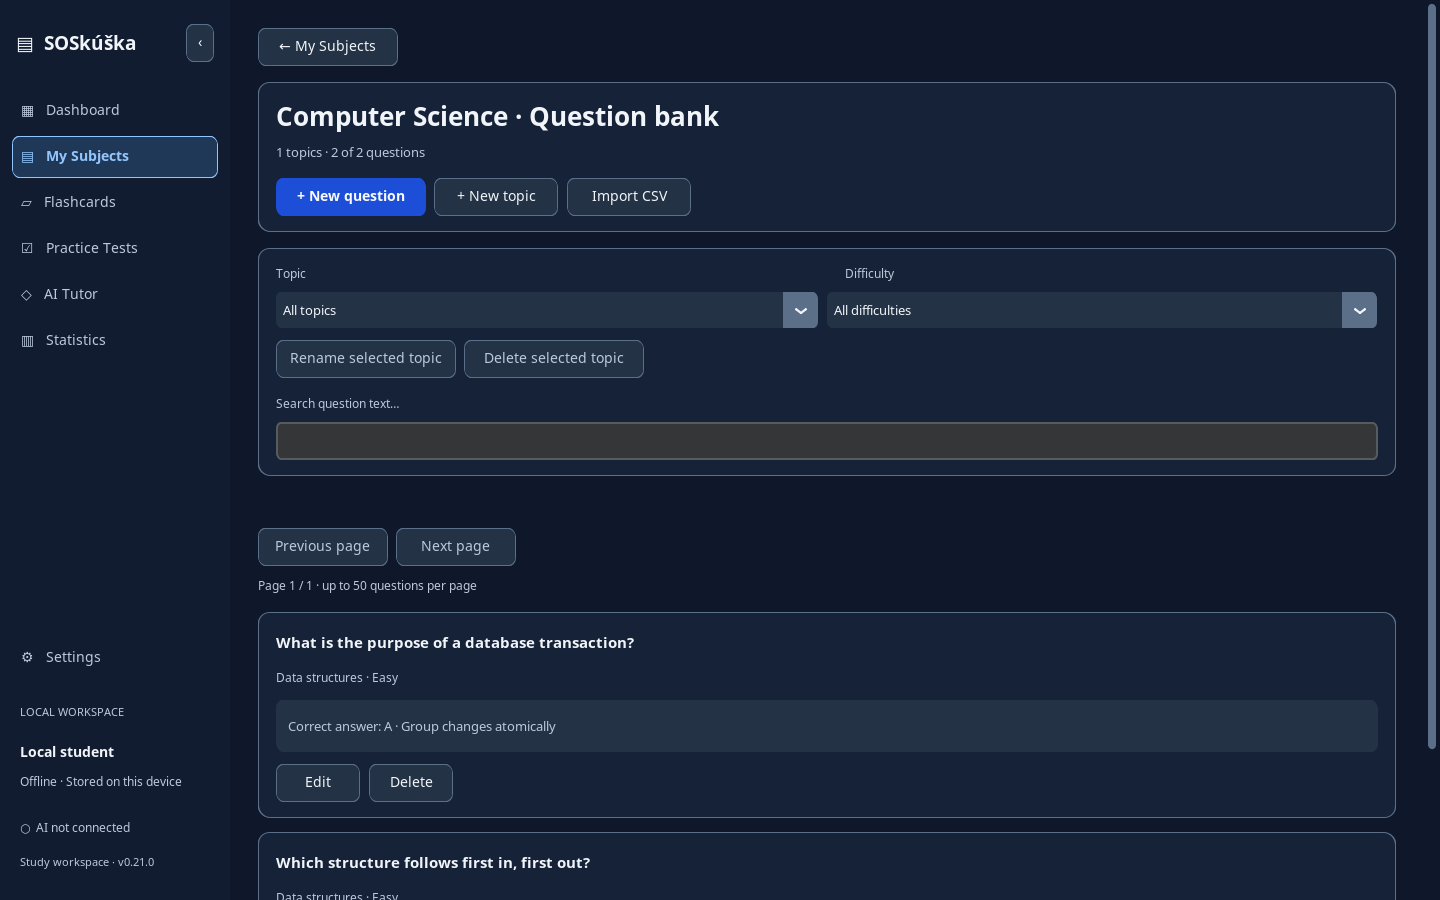 SOSkúška
‹
Dashboard
My Subjects
Flashcards
Practice Tests
AI Tutor
Statistics
Settings
LOCAL WORKSPACE
Local student
Offline · Stored on this device
AI not connected
Study workspace · v0.21.0
← My Subjects
Computer Science · Question bank
1 topics · 2 of 2 questions
+ New question
+ New topic
Import CSV
Topic
Difficulty
All topics
All difficulties
Rename selected topic
Delete selected topic
Search question text…
Previous page
Next page
Page 1 / 1 · up to 50 questions per page
What is the purpose of a database transaction?
Data structures · Easy
Correct answer: A · Group changes atomically
Edit
Delete
Which structure follows first in, first out?
Data structures · Easy